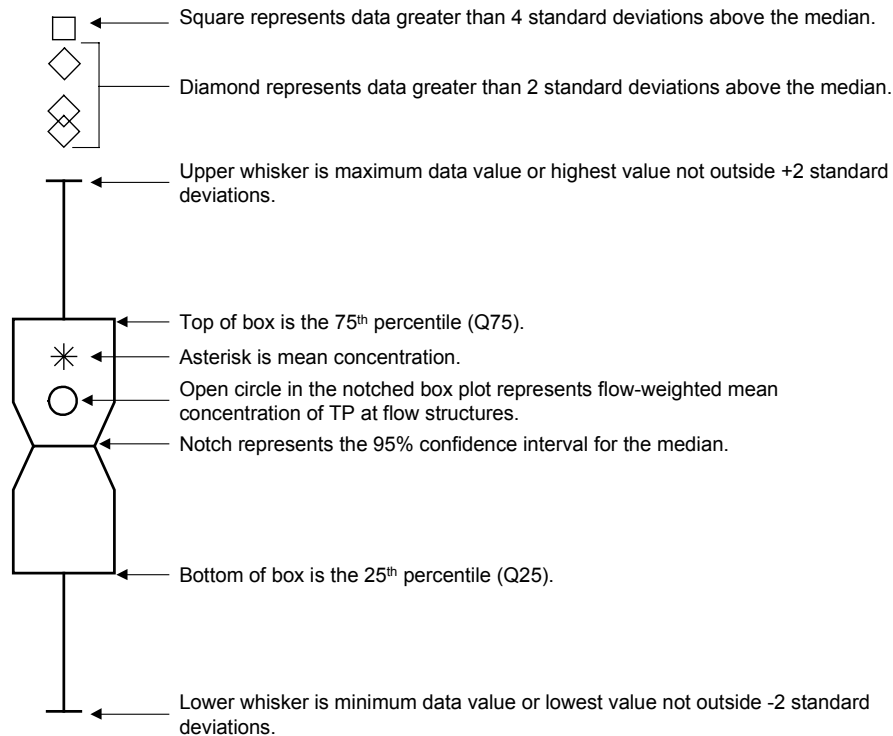 Square represents data greater than 4 standard deviations above the median.
Diamond represents data greater than 2 standard deviations above the median.
Upper whisker is maximum data value or highest value not outside +2 standard
deviations.
Top of box is the 75th percentile (Q75).
Asterisk is mean concentration.
Open circle in the notched box plot represents flow-weighted mean
concentration of TP at flow structures.
Notch represents the 95% confidence interval for the median.
Bottom of box is the 25th percentile (Q25).
Lower whisker is minimum data value or lowest value not outside -2 standard
deviations.